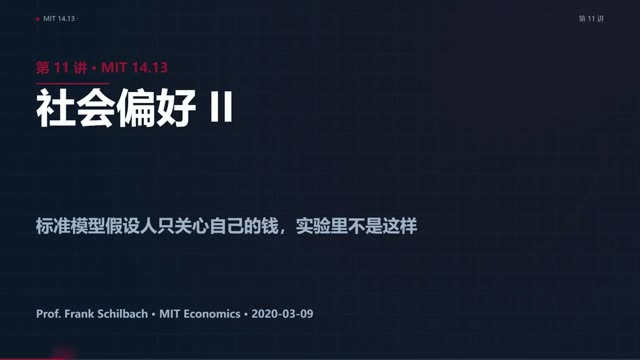 MIT 14.13 ·
第 11 讲
第 11 讲 • MIT 14.13
社会偏好 II
标准模型假设人只关心自己的钱，实验里不是这样
Prof. Frank Schilbach • MIT Economics • 2020-03-09